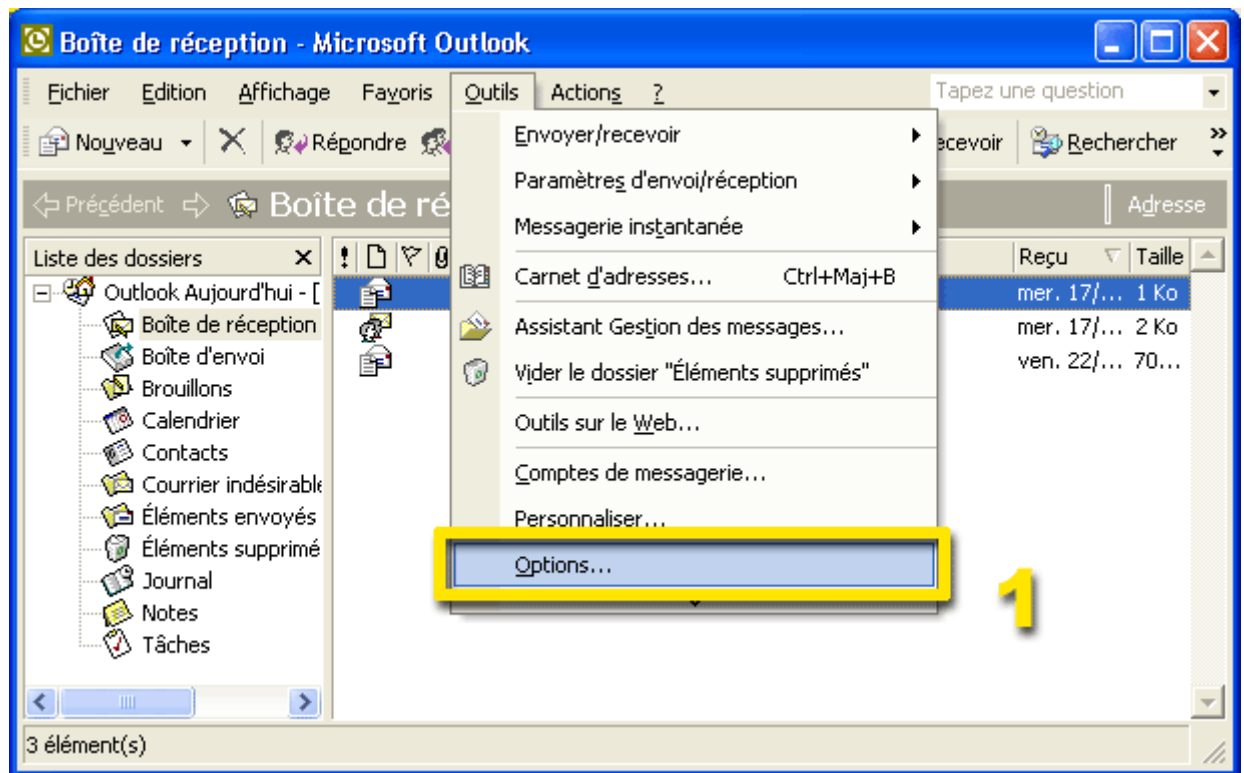 Boîte de réception - Microsoft Outlook
Fichier Edition Affichage Favoris Outils Actions ? Tapez une question
Nouveau Répondre ecevoir Rechercher
Précédent Boîte de ré Adresse
Liste des dossiers Reçu Taille
Outlook Aujourd'hui - [
Boîte de réception
Boîte d'envoi
Brouillons
Calendrier
Contacts
Courrier indésirable
Éléments envoyés
Éléments supprimé
Journal
Notes
Tâches
mer. 17/... 1 Ko
mer. 17/... 2 Ko
ven. 22/... 70...
Envoyer/recevoir
Paramètres d'envoi/réception
Messagerie instantanée
Carnet d'adresses... Ctrl+Maj+B
Assistant Gestion des messages...
Vider le dossier "Éléments supprimés"
Outils sur le Web...
Comptes de messagerie...
Personnaliser...
Options...
1
3 élément(s)